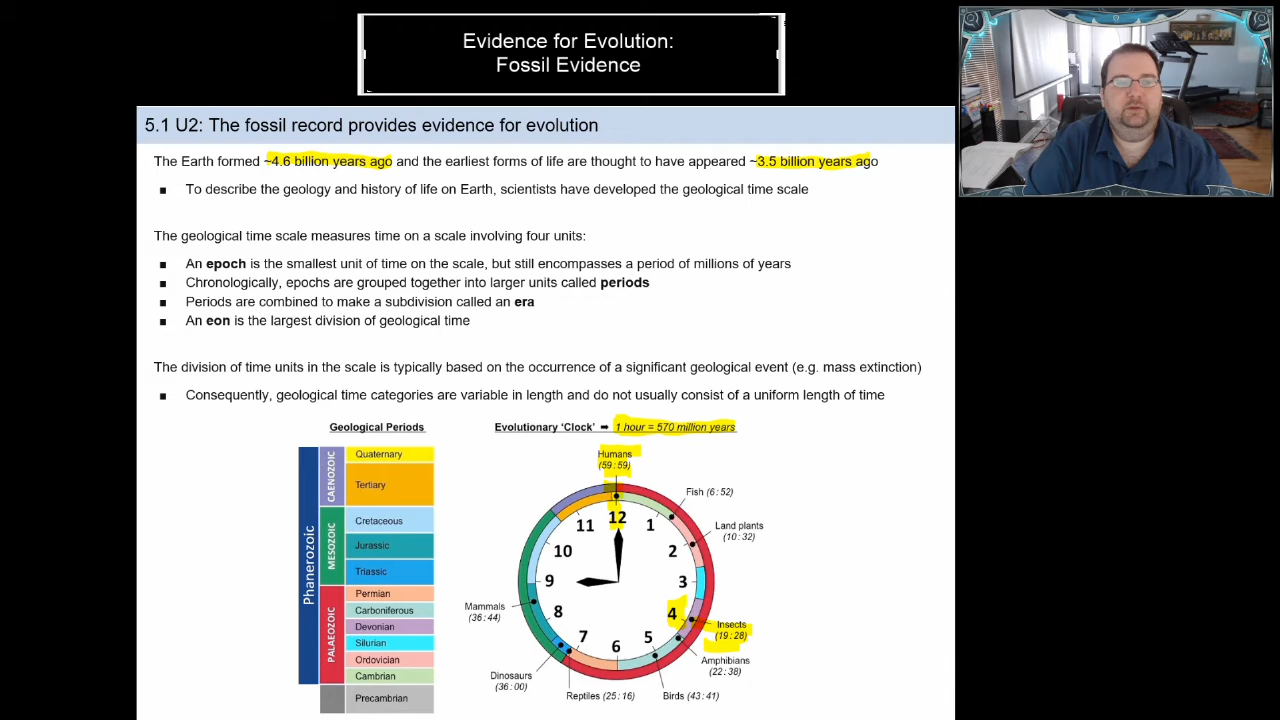 Evidence for Evolution:
Fossil Evidence
5.1 U2: The fossil record provides evidence for evolution
The Earth formed ~4.6 billion years ago and the earliest forms of life are thought to have appeared ~3.5 billion years ago
▪ To describe the geology and history of life on Earth, scientists have developed the geological time scale
The geological time scale measures time on a scale involving four units:
▪ An epoch is the smallest unit of time on the scale, but still encompasses a period of millions of years
▪ Chronologically, epochs are grouped together into larger units called periods
▪ Periods are combined to make a subdivision called an era
▪ An eon is the largest division of geological time
The division of time units in the scale is typically based on the occurrence of a significant geological event (e.g. mass extinction)
▪ Consequently, geological time categories are variable in length and do not usually consist of a uniform length of time
Geological Periods
Phanerozoic
CAENOZOIC
Quaternary
Tertiary
MESOZOIC
Cretaceous
Jurassic
Triassic
PALAEOZOIC
Permian
Carboniferous
Devonian
Silurian
Ordovician
Cambrian
Precambrian
Evolutionary ‘Clock’ ➡ 1 hour = 570 million years
Humans
(59:59)
Fish (6:52)
Land plants
(10:32)
Insects
(19:28)
Amphibians
(22:38)
Birds (43:41)
Reptiles (25:16)
Dinosaurs
(36:00)
Mammals
(36:44)
12
1
2
3
4
5
6
7
8
9
10
11